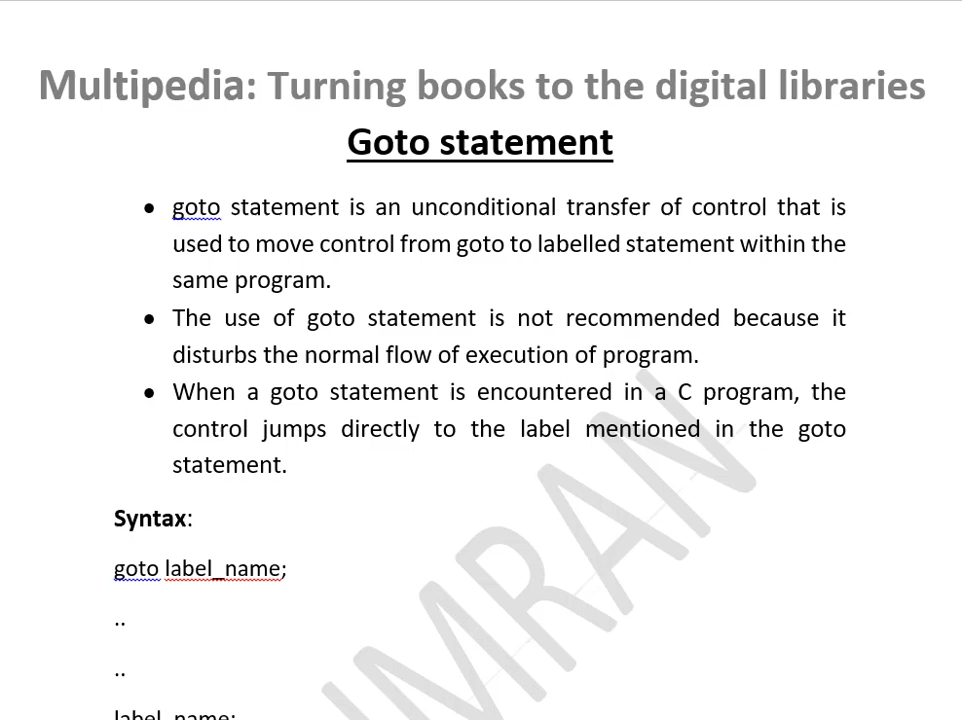 Multipedia: Turning books to the digital libraries
Goto statement
• goto statement is an unconditional transfer of control that is
used to move control from goto to labelled statement within the
same program.
• The use of goto statement is not recommended because it
disturbs the normal flow of execution of program.
• When a goto statement is encountered in a C program, the
control jumps directly to the label mentioned in the goto
statement.
Syntax:
goto label_name;
..
..
label_name:
IMRAN